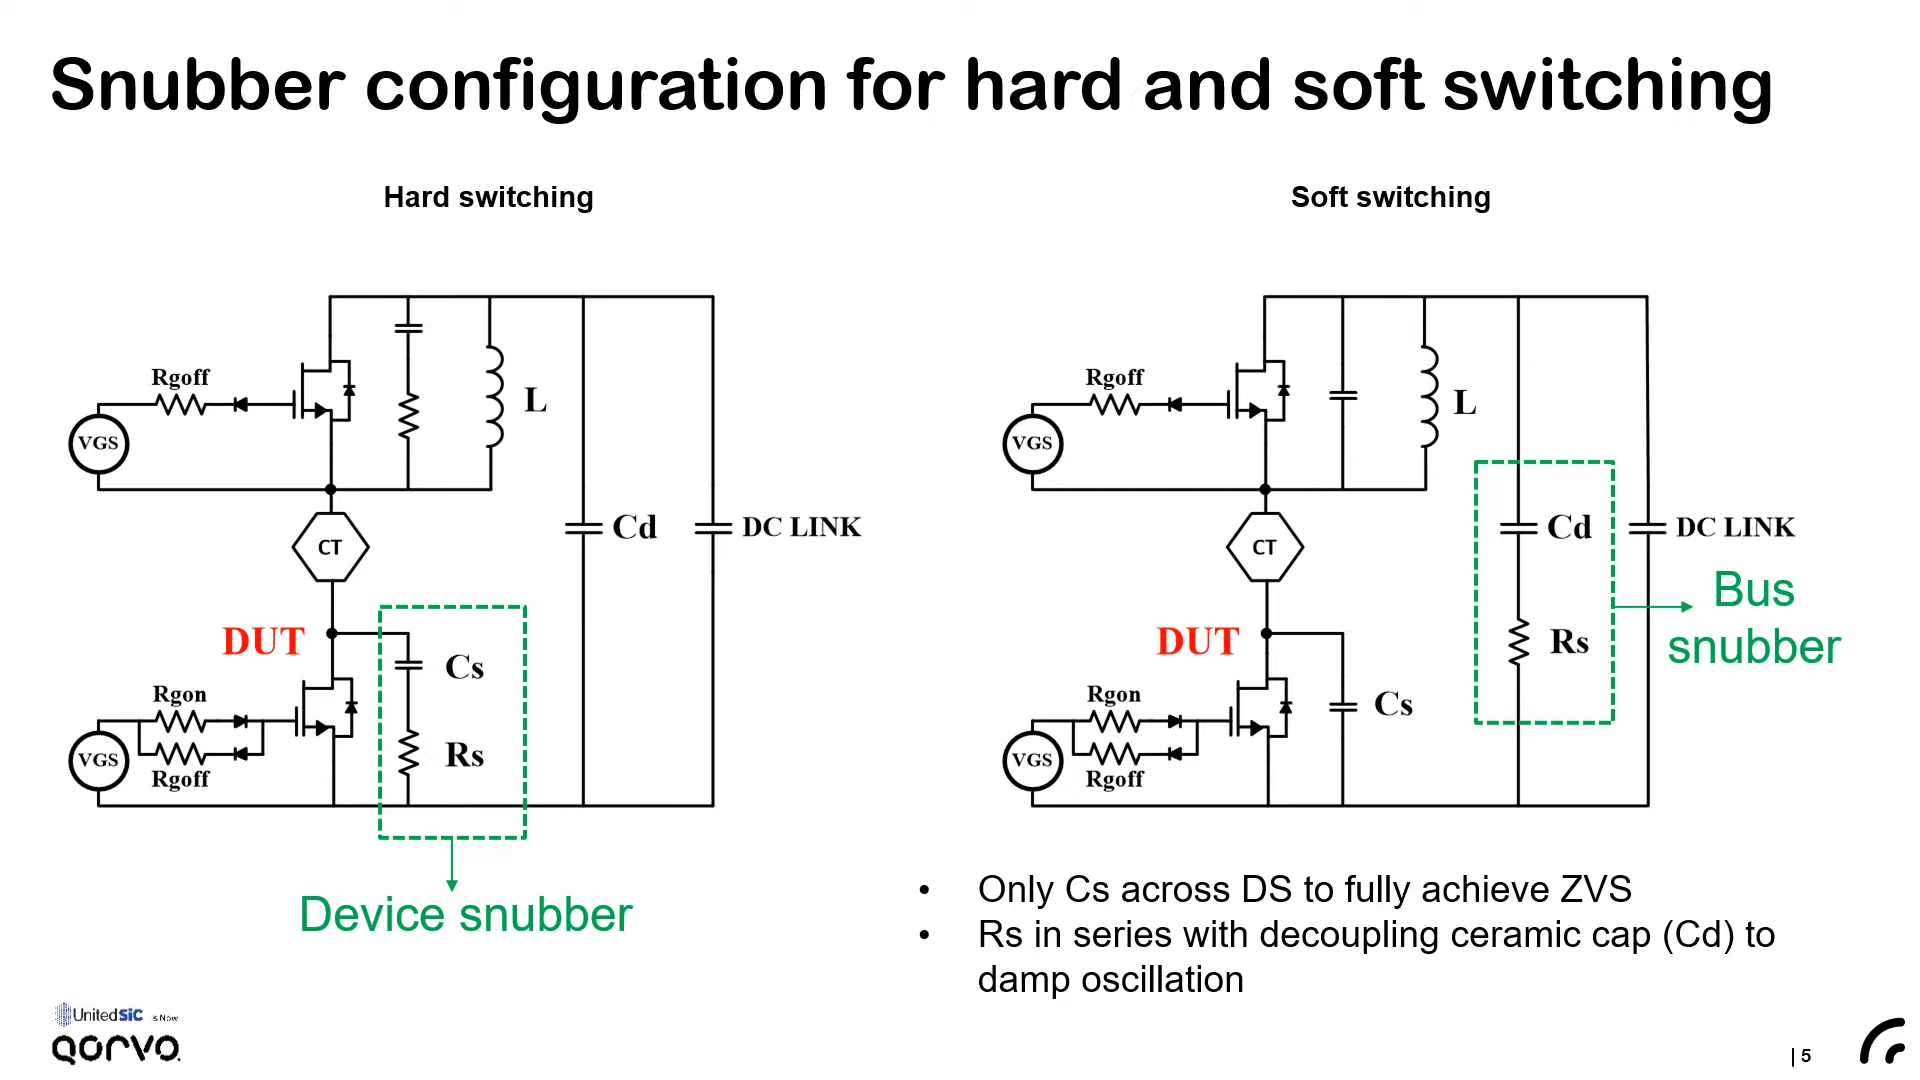 Snubber configuration for hard and soft switching
Hard switching
Rgoff
VGS
L
CT
Cd
DC LINK
DUT
Cs
Rgon
VGS
Rs
Rgoff
Device snubber
Soft switching
Rgoff
VGS
L
CT
Cd
DC LINK
Bus
snubber
DUT
Rs
Rgon
Cs
VGS
Rgoff
• Only Cs across DS to fully achieve ZVS
• Rs in series with decoupling ceramic cap (Cd) to
damp oscillation
UnitedSiC is Now
QORVO
| 5